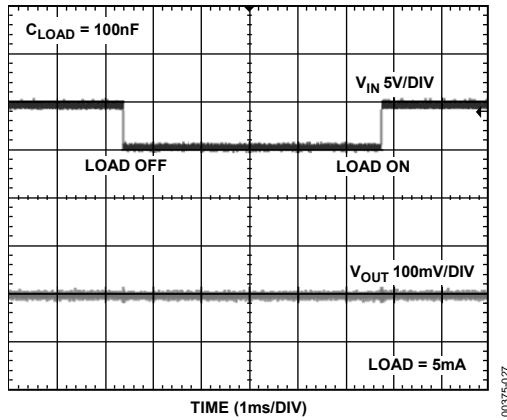 C_LOAD = 100nF
V_IN 5V/DIV
LOAD OFF
LOAD ON
V_OUT 100mV/DIV
LOAD = 5mA
TIME (1ms/DIV)
00375-027